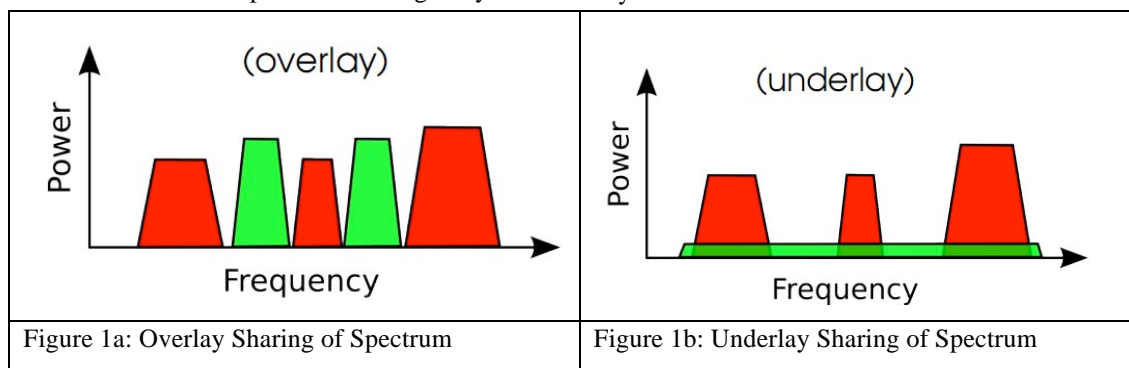 (overlay)
Power
Frequency
Figure 1a: Overlay Sharing of Spectrum
(underlay)
Power
Frequency
Figure 1b: Underlay Sharing of Spectrum